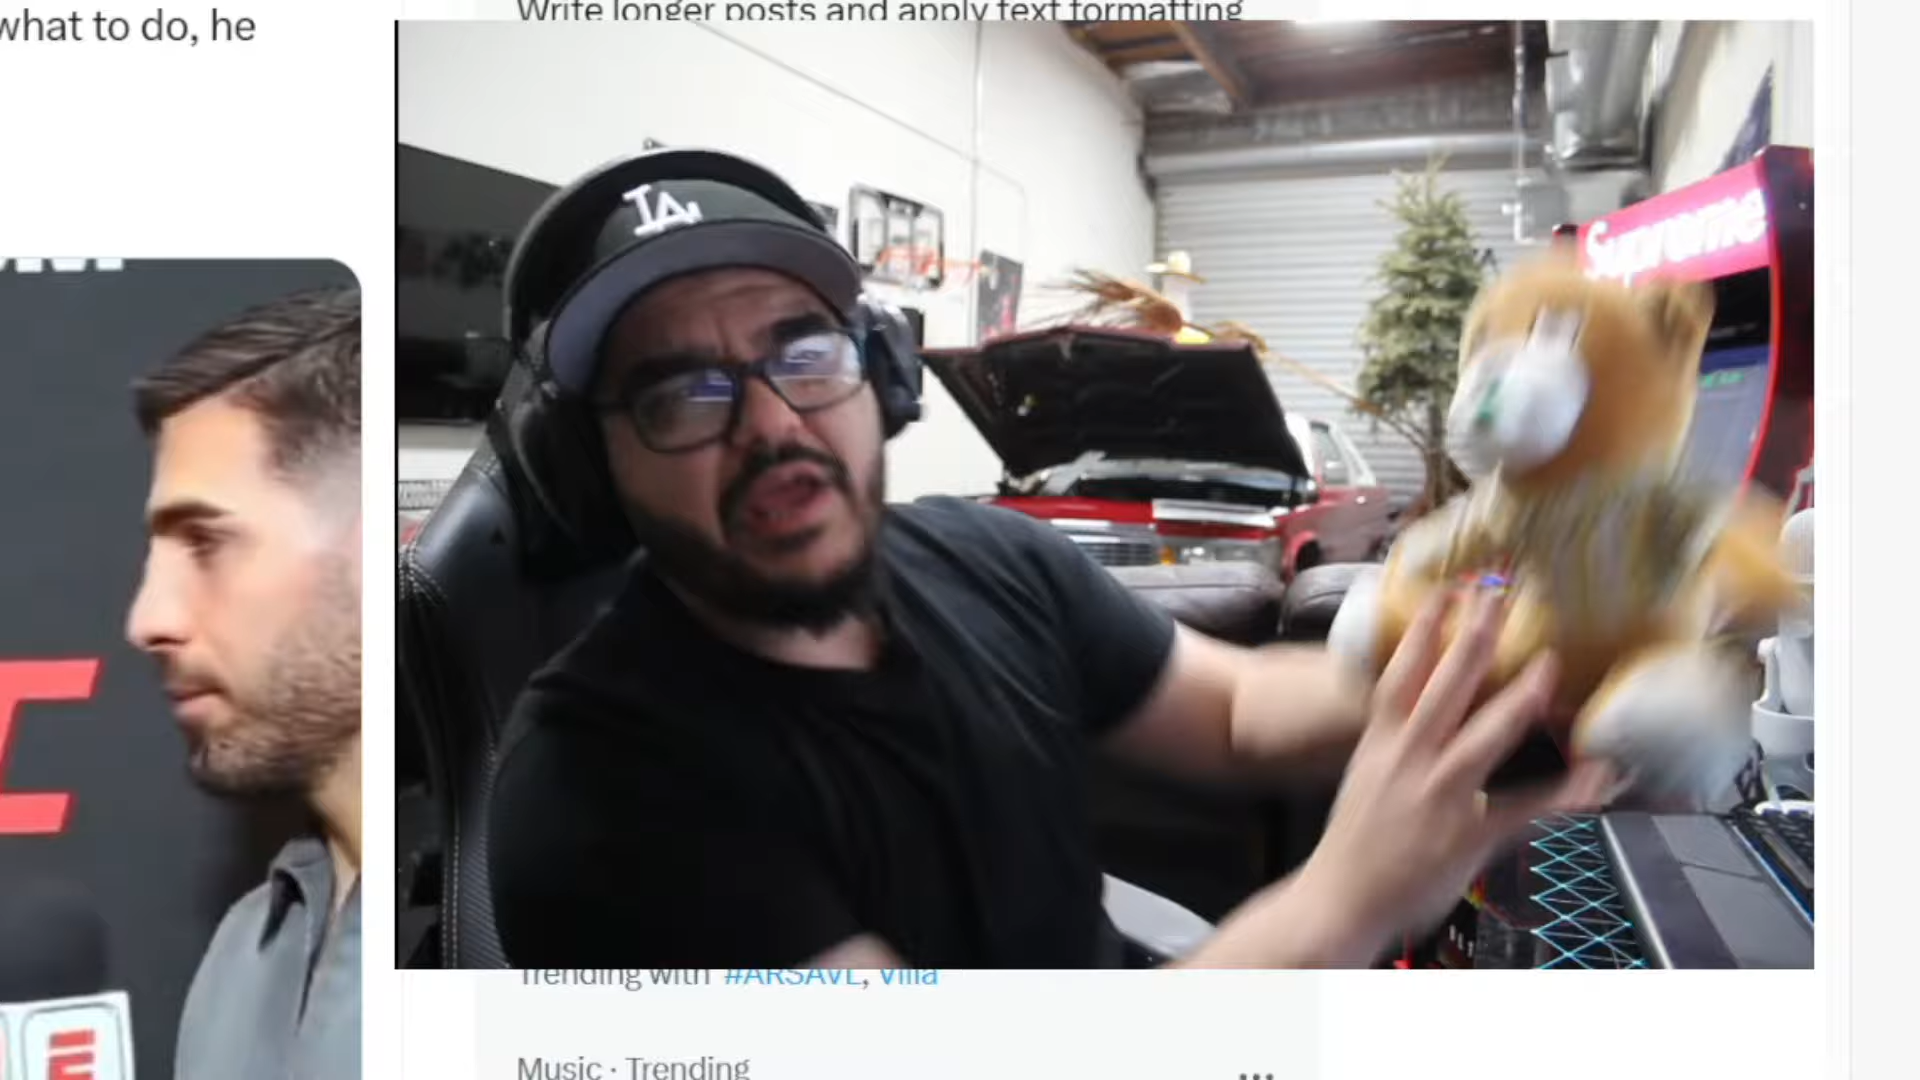 Write longer posts and apply text formatting
what to do, he
LA
Supreme
Trending with #ARSAVL, Villa
Music · Trending